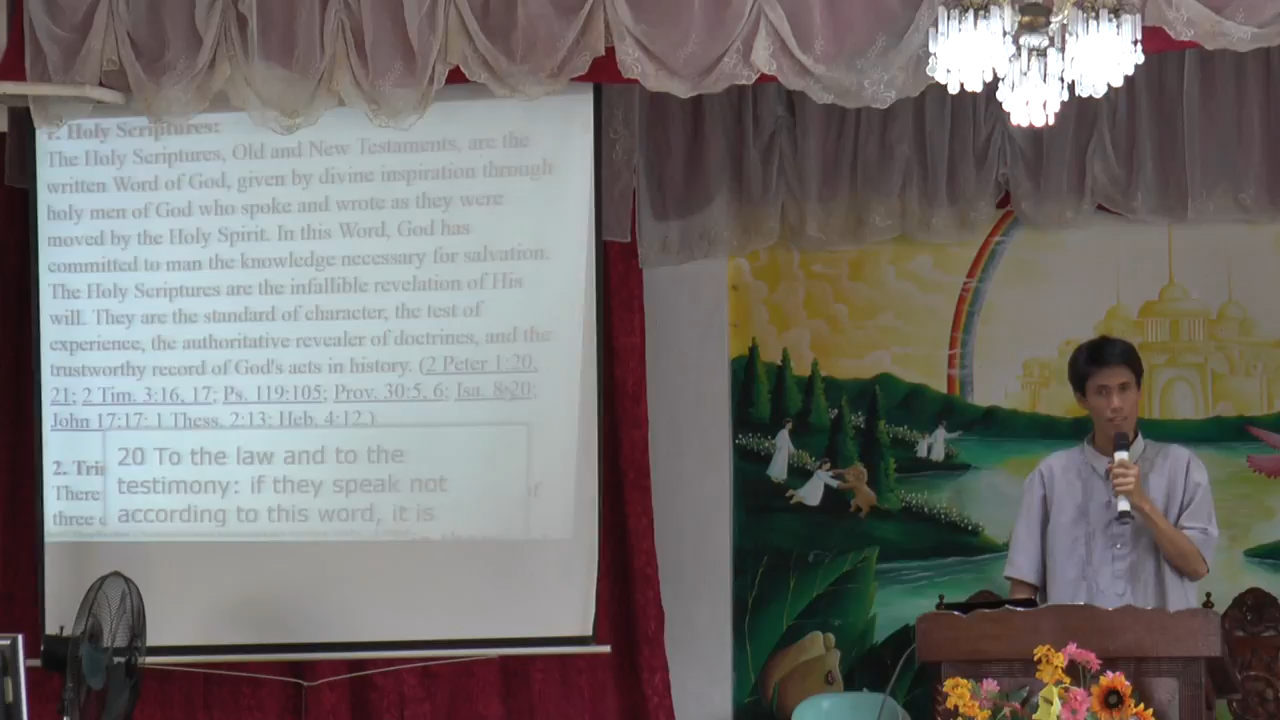 1. Holy Scriptures:
The Holy Scriptures, Old and New Testaments, are the
written Word of God, given by divine inspiration through
holy men of God who spoke and wrote as they were
moved by the Holy Spirit. In this Word, God has
committed to man the knowledge necessary for salvation.
The Holy Scriptures are the infallible revelation of His
will. They are the standard of character, the test of
experience, the authoritative revealer of doctrines, and the
trustworthy record of God's acts in history. (2 Peter 1:20,
21; 2 Tim. 3:16, 17; Ps. 119:105; Prov. 30:5, 6; Isa. 8:20;
John 17:17; 1 Thess. 2:13; Heb. 4:12.)
20 To the law and to the
testimony: if they speak not
according to this word, it is
2. Tri
There
three